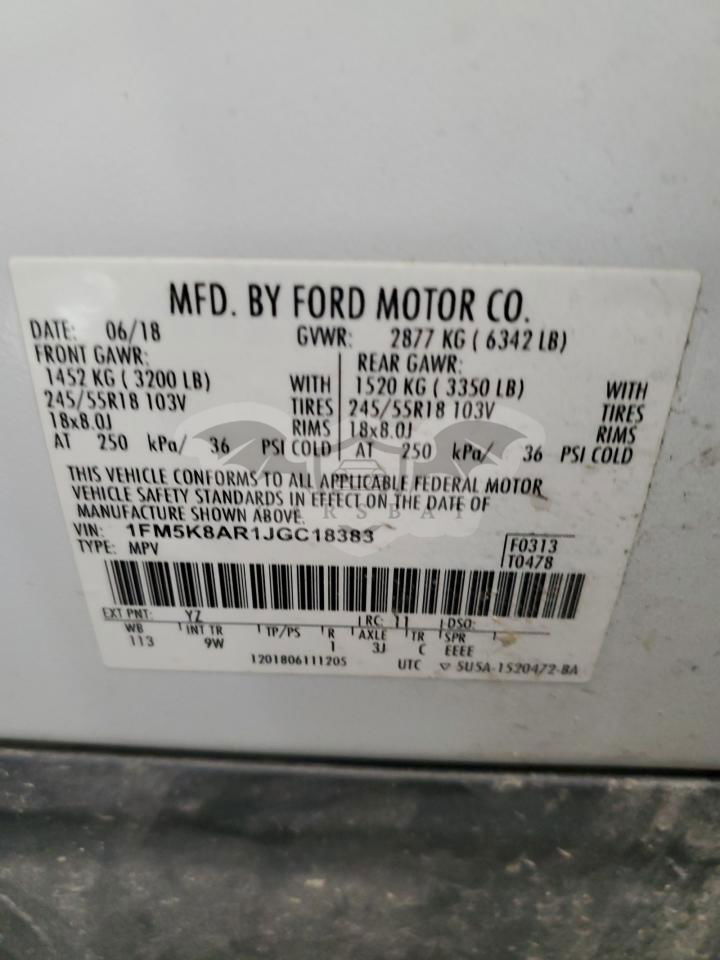 MFD. BY FORD MOTOR CO.
DATE: 06/18 GVWR: 2877 KG ( 6342 LB)
FRONT GAWR: REAR GAWR:
1452 KG ( 3200 LB) WITH 1520 KG ( 3350 LB) WITH
245/55R18 103V TIRES 245/55R18 103V TIRES
18x8.0J RIMS 18x8.0J RIMS
AT 250 kPa/ 36 PSI COLD AT 250 kPa/ 36 PSI COLD
THIS VEHICLE CONFORMS TO ALL APPLICABLE FEDERAL MOTOR
VEHICLE SAFETY STANDARDS IN EFFECT ON THE DATE OF
MANUFACTURE SHOWN ABOVE.
VIN: 1FM5K8AR1JGC18383 F0313
TYPE: MPV T0478
EXT PNT: YZ RC: 11 DSO:
WB INT TR TP/PS R AXLE TR SPR
113 9W 1 3J C EEEE
1201806111205 UTC ▽ 5U5A-1520472-BA